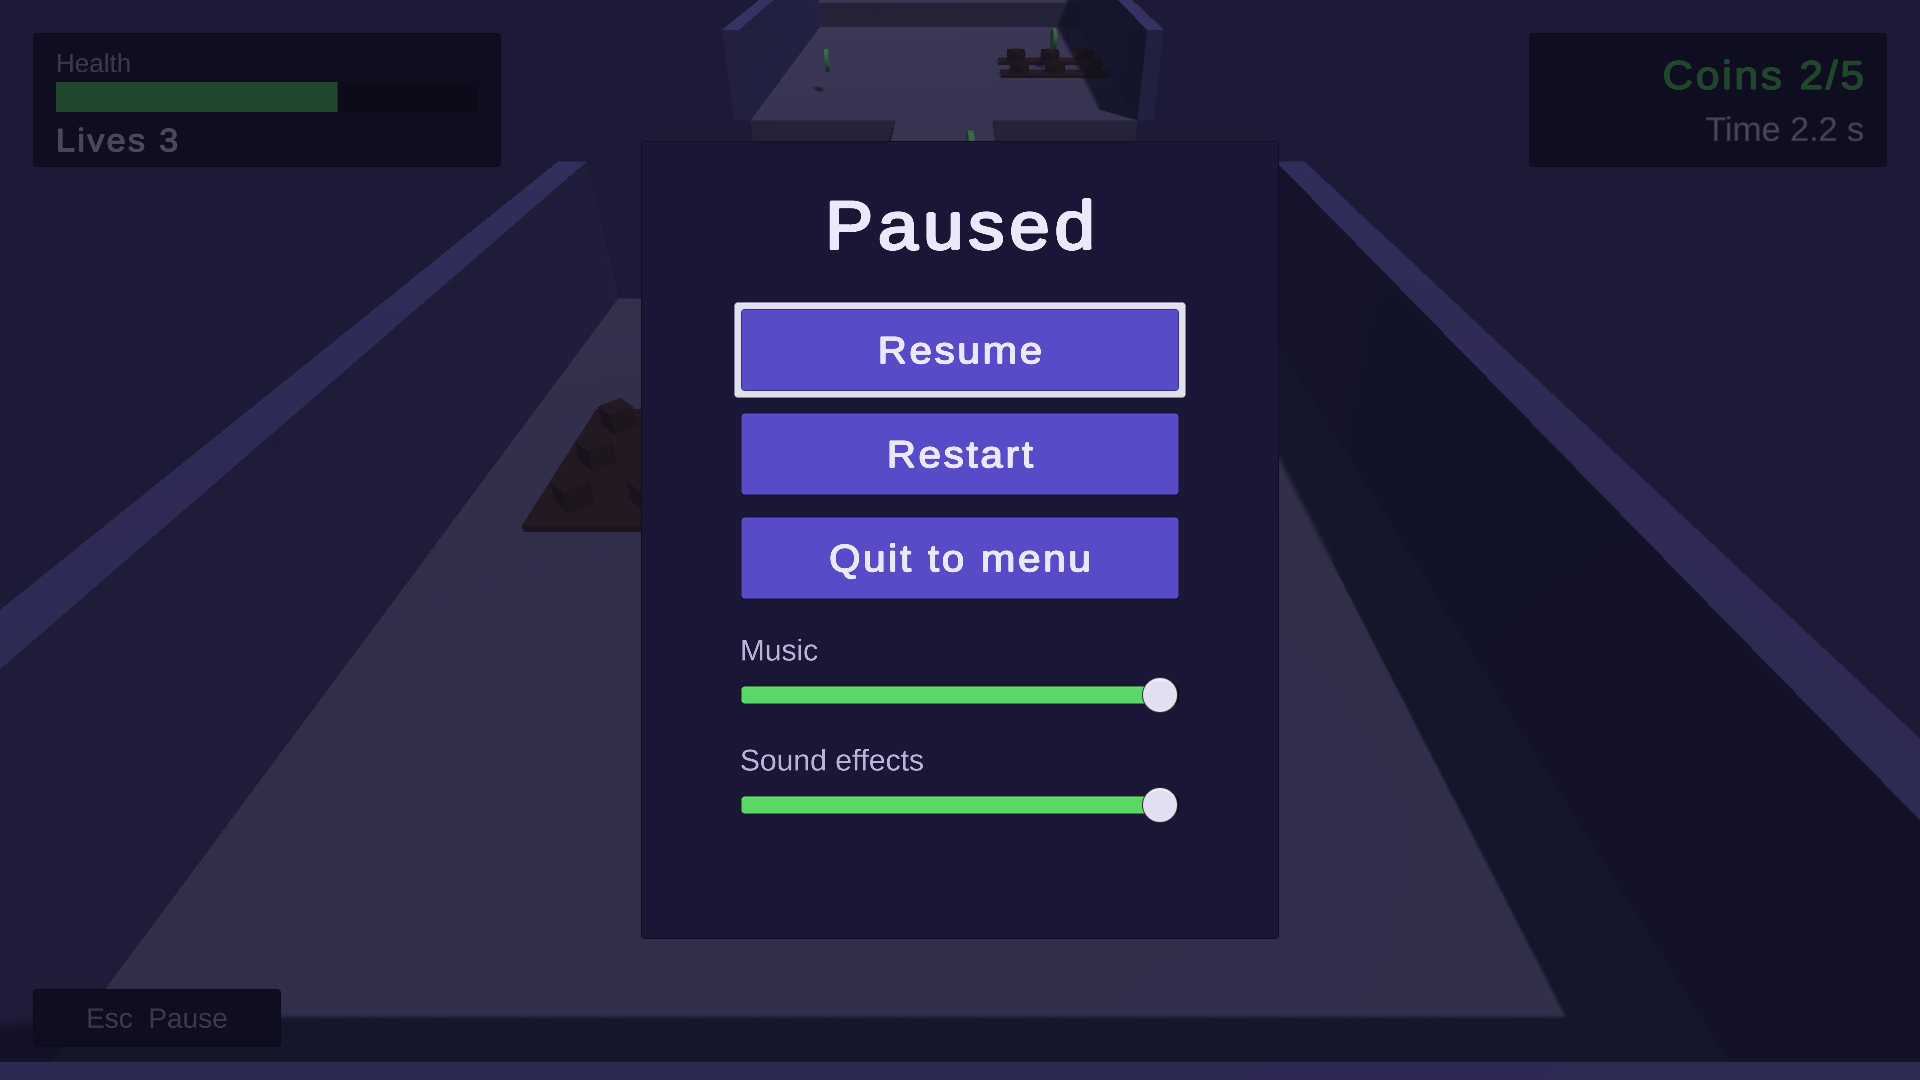 Health
Lives 3
Coins 2/5
Time 2.2 s
Paused
Resume
Restart
Quit to menu
Music
Sound effects
Esc Pause